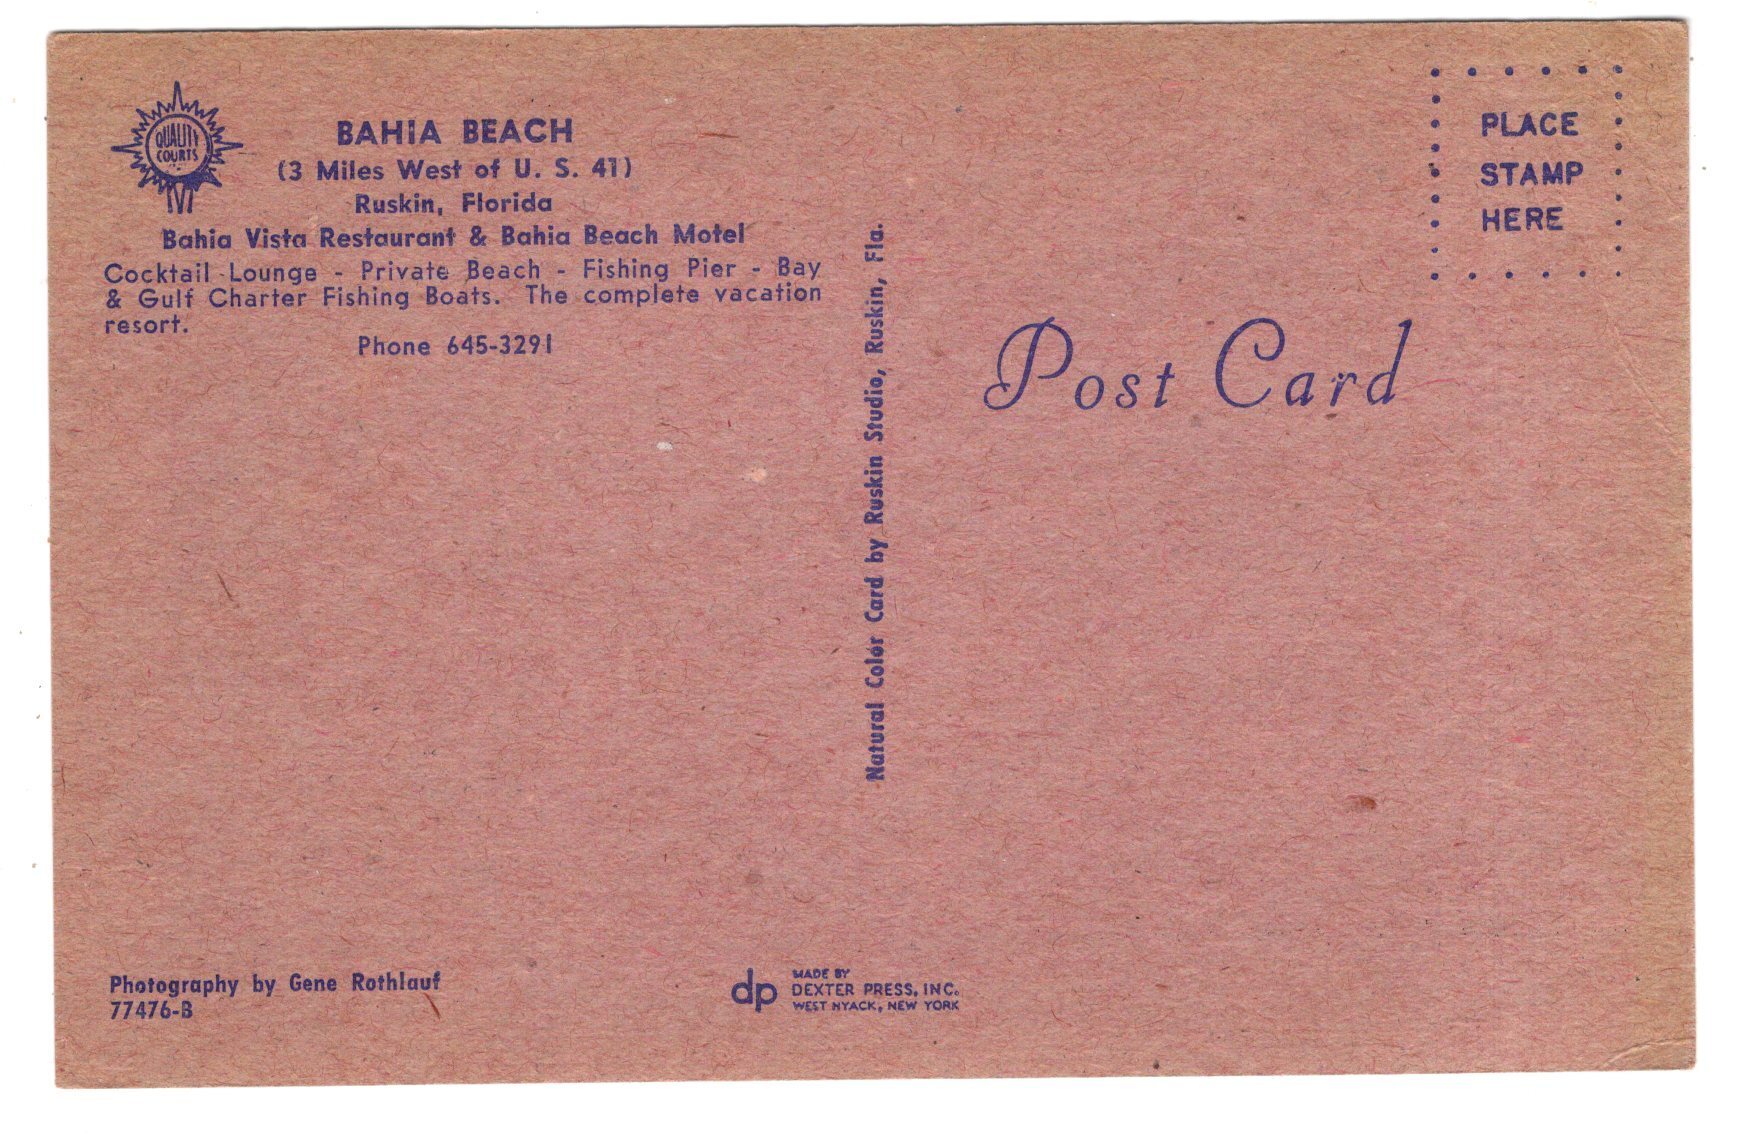 QUALITY
COURTS
BAHIA BEACH
(3 Miles West of U. S. 41)
Ruskin, Florida
Bahia Vista Restaurant & Bahia Beach Motel
Cocktail Lounge - Private Beach - Fishing Pier - Bay
& Gulf Charter Fishing Boats. The complete vacation
resort.
Phone 645-3291
Photography by Gene Rothlauf
77476-B
Natural Color Card by Ruskin Studio, Ruskin, Fla.
dp
MADE BY
DEXTER PRESS, INC.
WEST NYACK, NEW YORK
PLACE
STAMP
HERE
Post Card